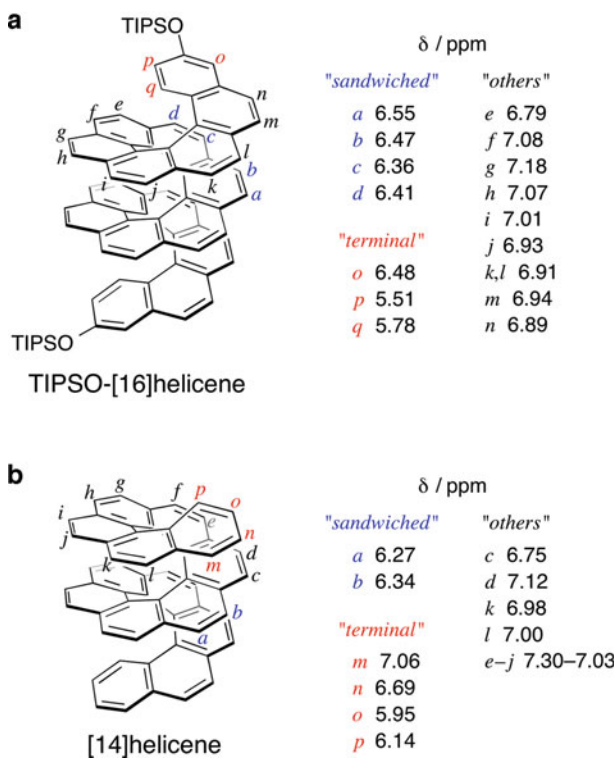 a
TIPSO
p
o
q
n
m
e
f
d
g
c
h
l
b
k
a
i
j
TIPSO
TIPSO-[16]helicene
δ / ppm
"sandwiched"
a 6.55
b 6.47
c 6.36
d 6.41
"terminal"
o 6.48
p 5.51
q 5.78
"others"
e 6.79
f 7.08
g 7.18
h 7.07
i 7.01
j 6.93
k,l 6.91
m 6.94
n 6.89
b
g
h
f
p
o
i
e
n
j
d
k
l
m
c
b
a
[14]helicene
δ / ppm
"sandwiched"
a 6.27
b 6.34
"terminal"
m 7.06
n 6.69
o 5.95
p 6.14
"others"
c 6.75
d 7.12
k 6.98
l 7.00
e–j 7.30–7.03